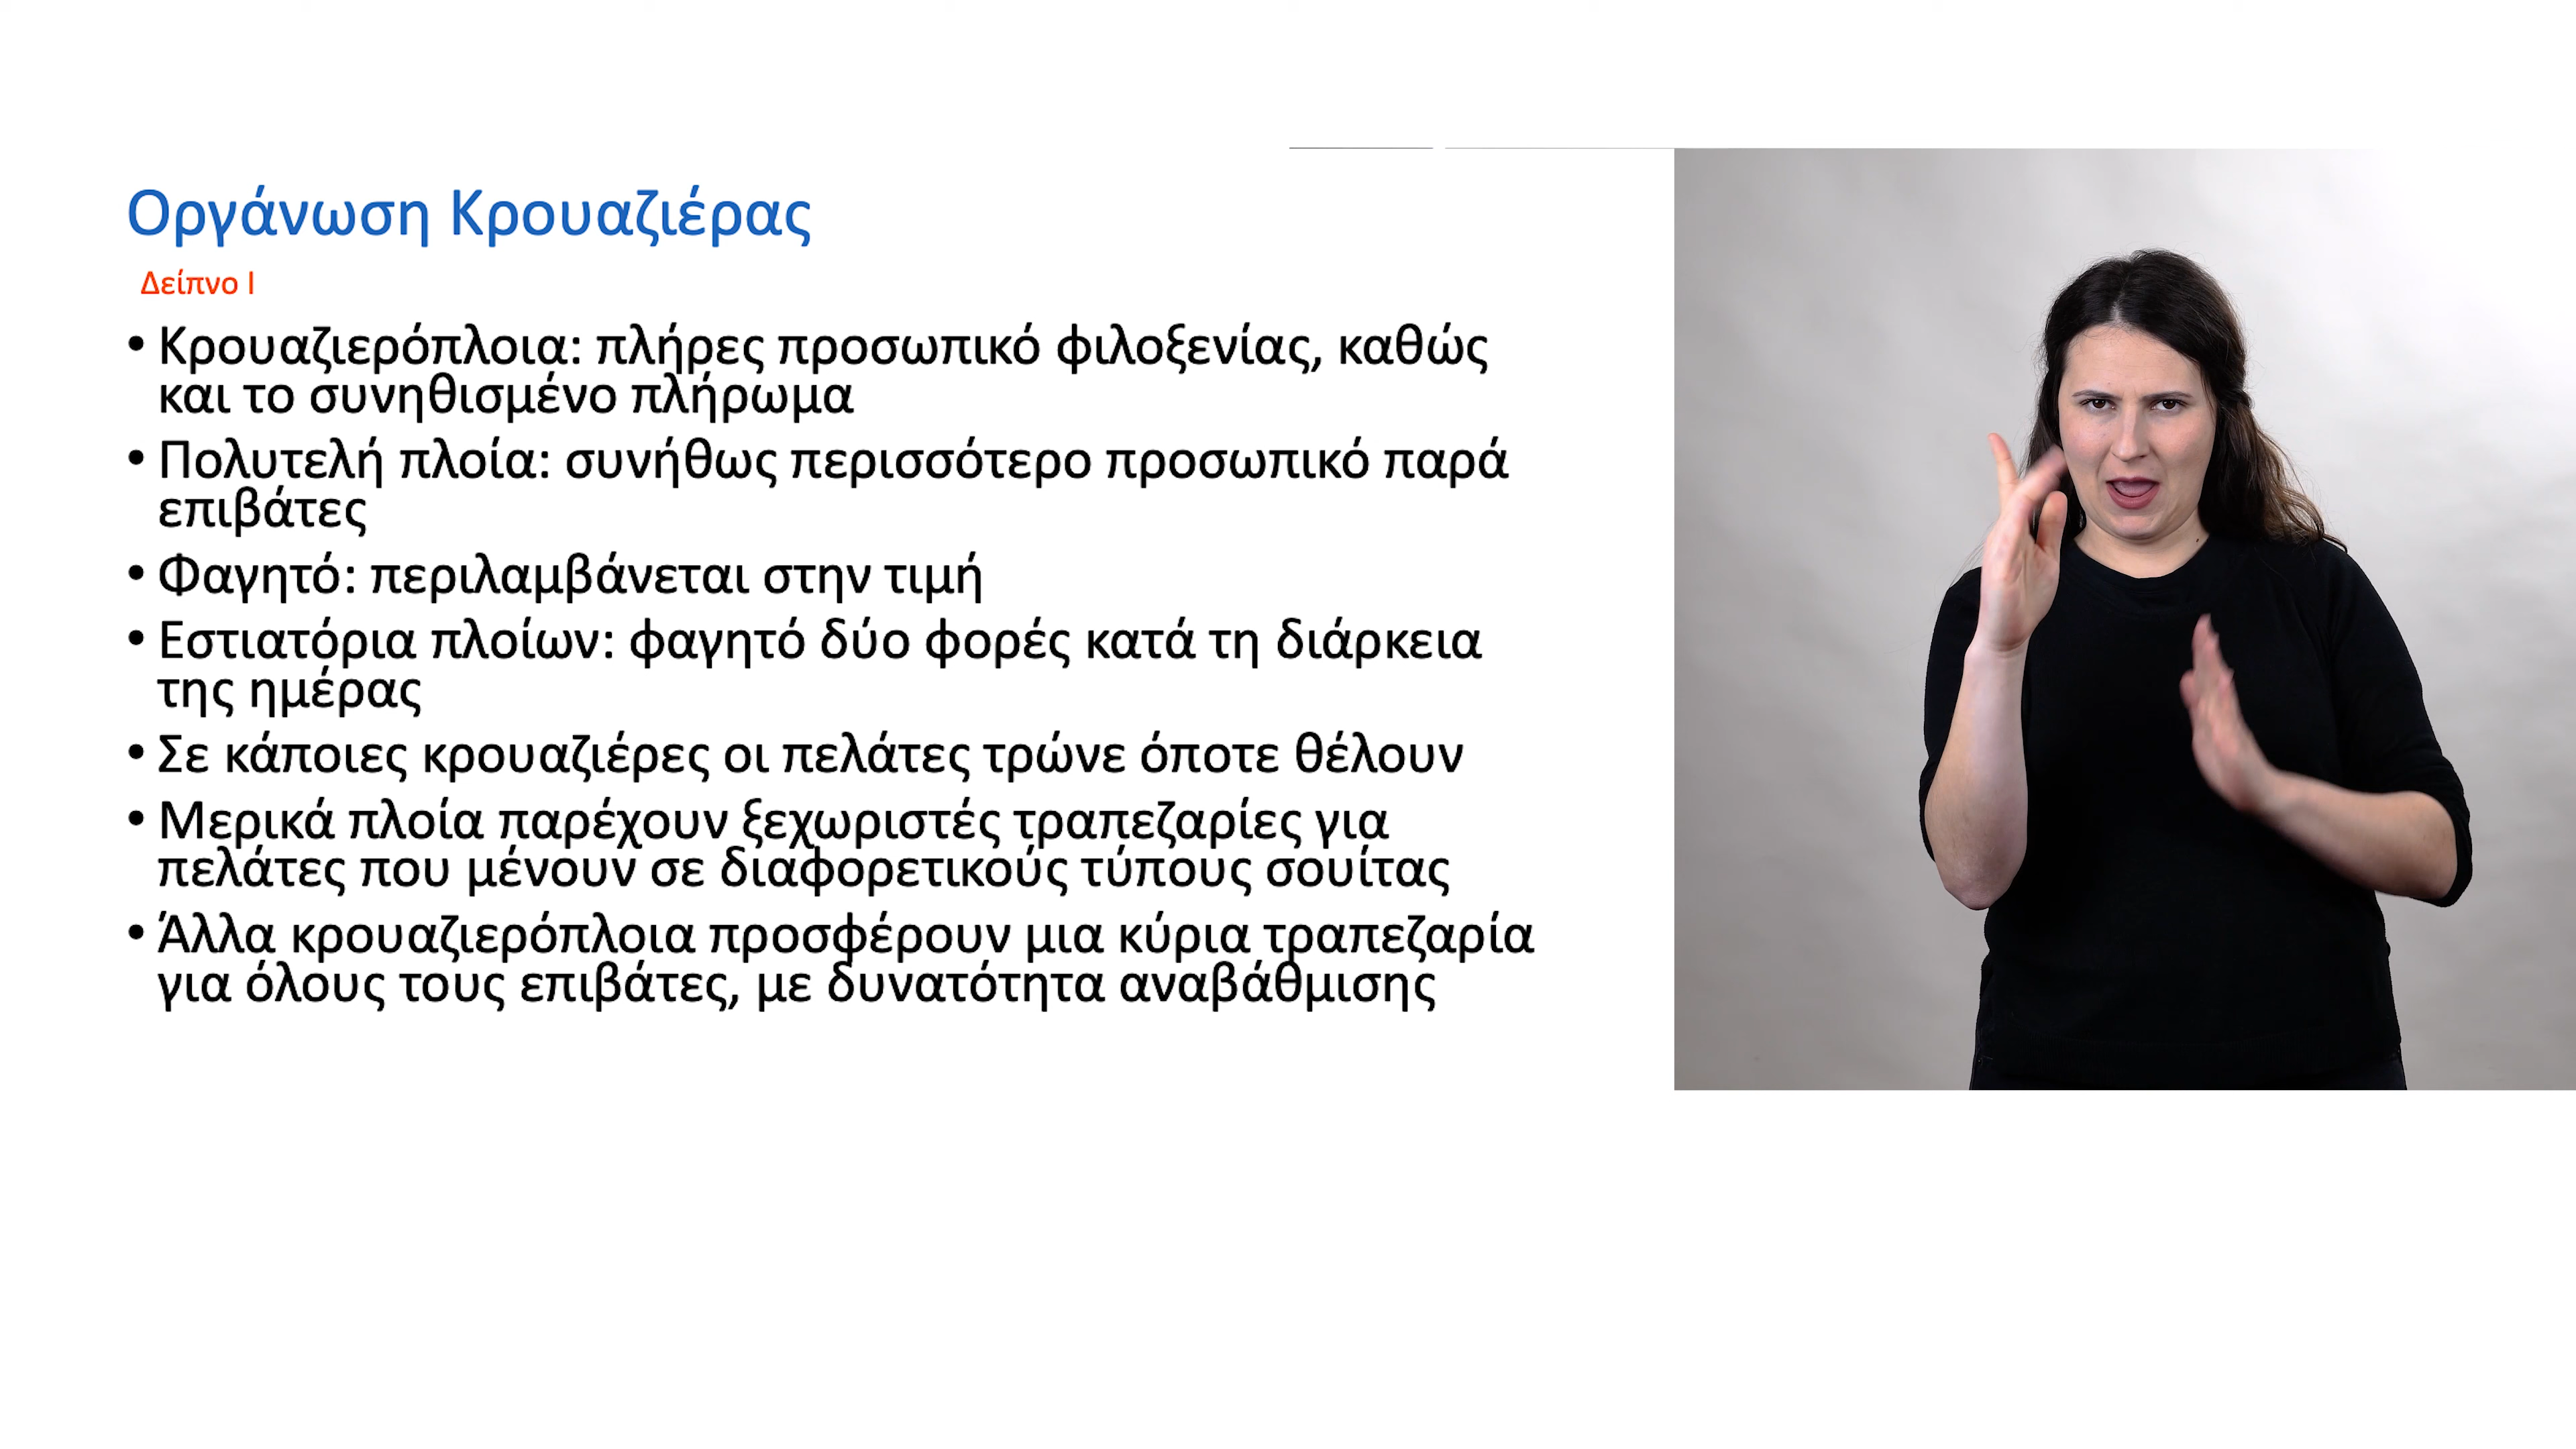 Οργάνωση Κρουαζιέρας
Δείπνο Ι
• Κρουαζιερόπλοια: πλήρες προσωπικό φιλοξενίας, καθώς
και το συνηθισμένο πλήρωμα
• Πολυτελή πλοία: συνήθως περισσότερο προσωπικό παρά
επιβάτες
• Φαγητό: περιλαμβάνεται στην τιμή
• Εστιατόρια πλοίων: φαγητό δύο φορές κατά τη διάρκεια
της ημέρας
• Σε κάποιες κρουαζιέρες οι πελάτες τρώνε όποτε θέλουν
• Μερικά πλοία παρέχουν ξεχωριστές τραπεζαρίες για
πελάτες που μένουν σε διαφορετικούς τύπους σουίτας
• Άλλα κρουαζιερόπλοια προσφέρουν μια κύρια τραπεζαρία
για όλους τους επιβάτες, με δυνατότητα αναβάθμισης